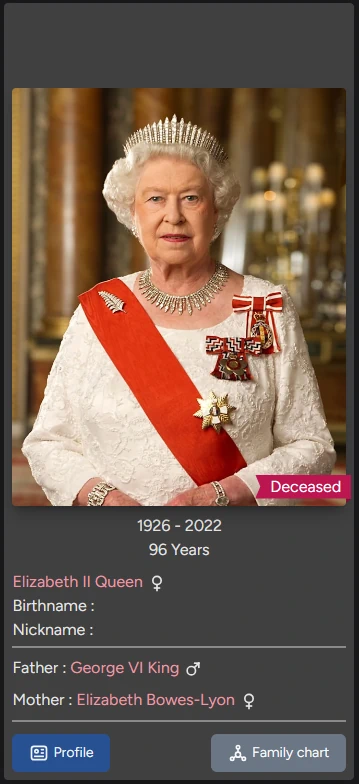 Deceased
1926 - 2022
96 Years
Elizabeth II Queen ♀
Birthname :
Nickname :
Father : George VI King ♂
Mother : Elizabeth Bowes-Lyon ♀
Profile
Family chart